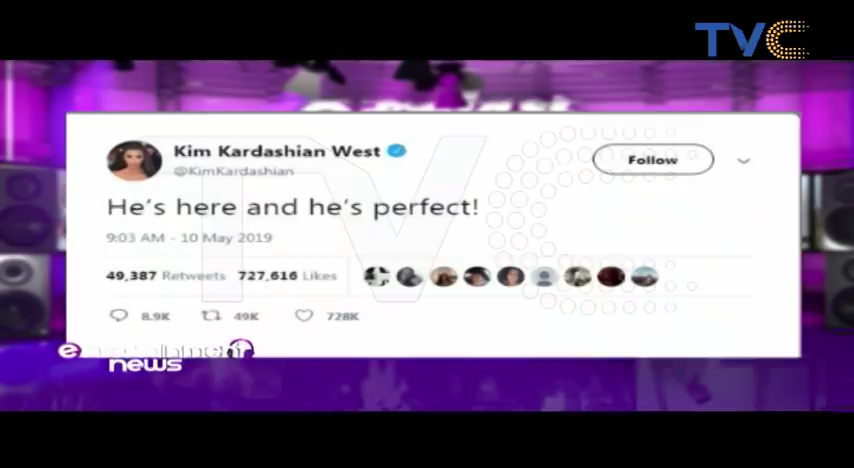 TVC
Kim Kardashian West
@KimKardashian
Follow
He's here and he's perfect!
9:03 AM - 10 May 2019
49,387 Retweets 727,616 Likes
8.9K 49K 728K
entertainment
news